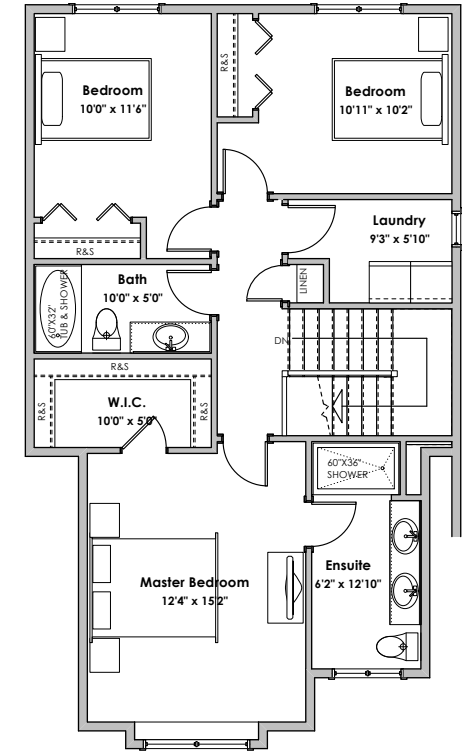 R&S
Bedroom
10'0" x 11'6"
Bedroom
10'11" x 10'2"
Laundry
9'3" x 5'10"
R&S
LINEN
Bath
10'0" x 5'0"
60"X32'
TUB & SHOWER
DN
R&S
R&S
W.I.C.
10'0" x 5'0"
R&S
60"X36"
SHOWER
Ensuite
6'2" x 12'10"
Master Bedroom
12'4" x 15'2"